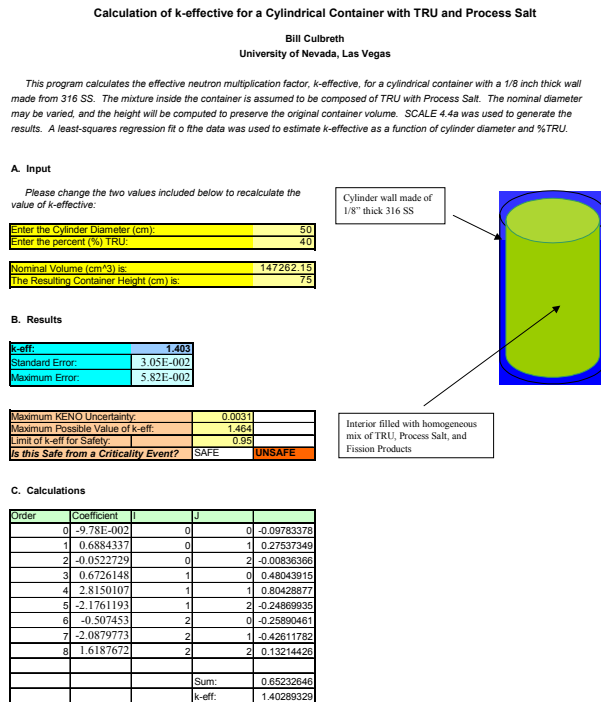 Calculation of k-effective for a Cylindrical Container with TRU and Process Salt
Bill Culbreth
University of Nevada, Las Vegas
This program calculates the effective neutron multiplication factor, k-effective, for a cylindrical container with a 1/8 inch thick wall
made from 316 SS. The mixture inside the container is assumed to be composed of TRU with Process Salt. The nominal diameter
may be varied, and the height will be computed to preserve the original container volume. SCALE 4.4a was used to generate the
results. A least-squares regression fit o fthe data was used to estimate k-effective as a function of cylinder diameter and %TRU.
A. Input
Please change the two values included below to recalculate the
value of k-effective:
Enter the Cylinder Diameter (cm): 50
Enter the percent (%) TRU: 40
Nominal Volume (cm^3) is: 147262.15
The Resulting Container Height (cm) is: 75
Cylinder wall made of
1/8” thick 316 SS
B. Results
k-eff: 1.403
Standard Error: 3.05E-002
Maximum Error: 5.82E-002
Maximum KENO Uncertainty: 0.0031
Maximum Possible Value of k-eff: 1.464
Limit of k-eff for Safety: 0.95
Is this Safe from a Criticality Event? SAFE UNSAFE
Interior filled with homogeneous
mix of TRU, Process Salt, and
Fission Products
C. Calculations
Order Coefficient I J
0 -9.78E-002 0 0 -0.09783378
1 0.6884337 0 1 0.27537349
2 -0.0522729 0 2 -0.00836366
3 0.6726148 1 0 0.48043915
4 2.8150107 1 1 0.80428877
5 -2.1761193 1 2 -0.24869935
6 -0.507453 2 0 -0.25890461
7 -2.0879773 2 1 -0.42611782
8 1.6187672 2 2 0.13214426
Sum: 0.65232646
k-eff: 1.40289329